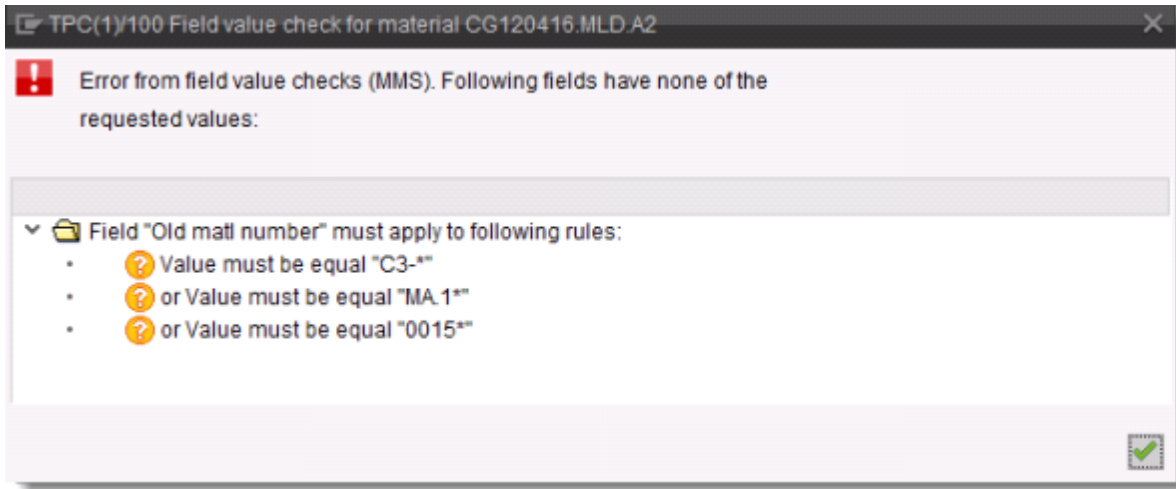 TPC(1)/100 Field value check for material CG120416.MLD.A2
Error from field value checks (MMS). Following fields have none of the
requested values:
Field "Old matl number" must apply to following rules:
Value must be equal "C3-*"
or Value must be equal "MA.1*"
or Value must be equal "0015*"